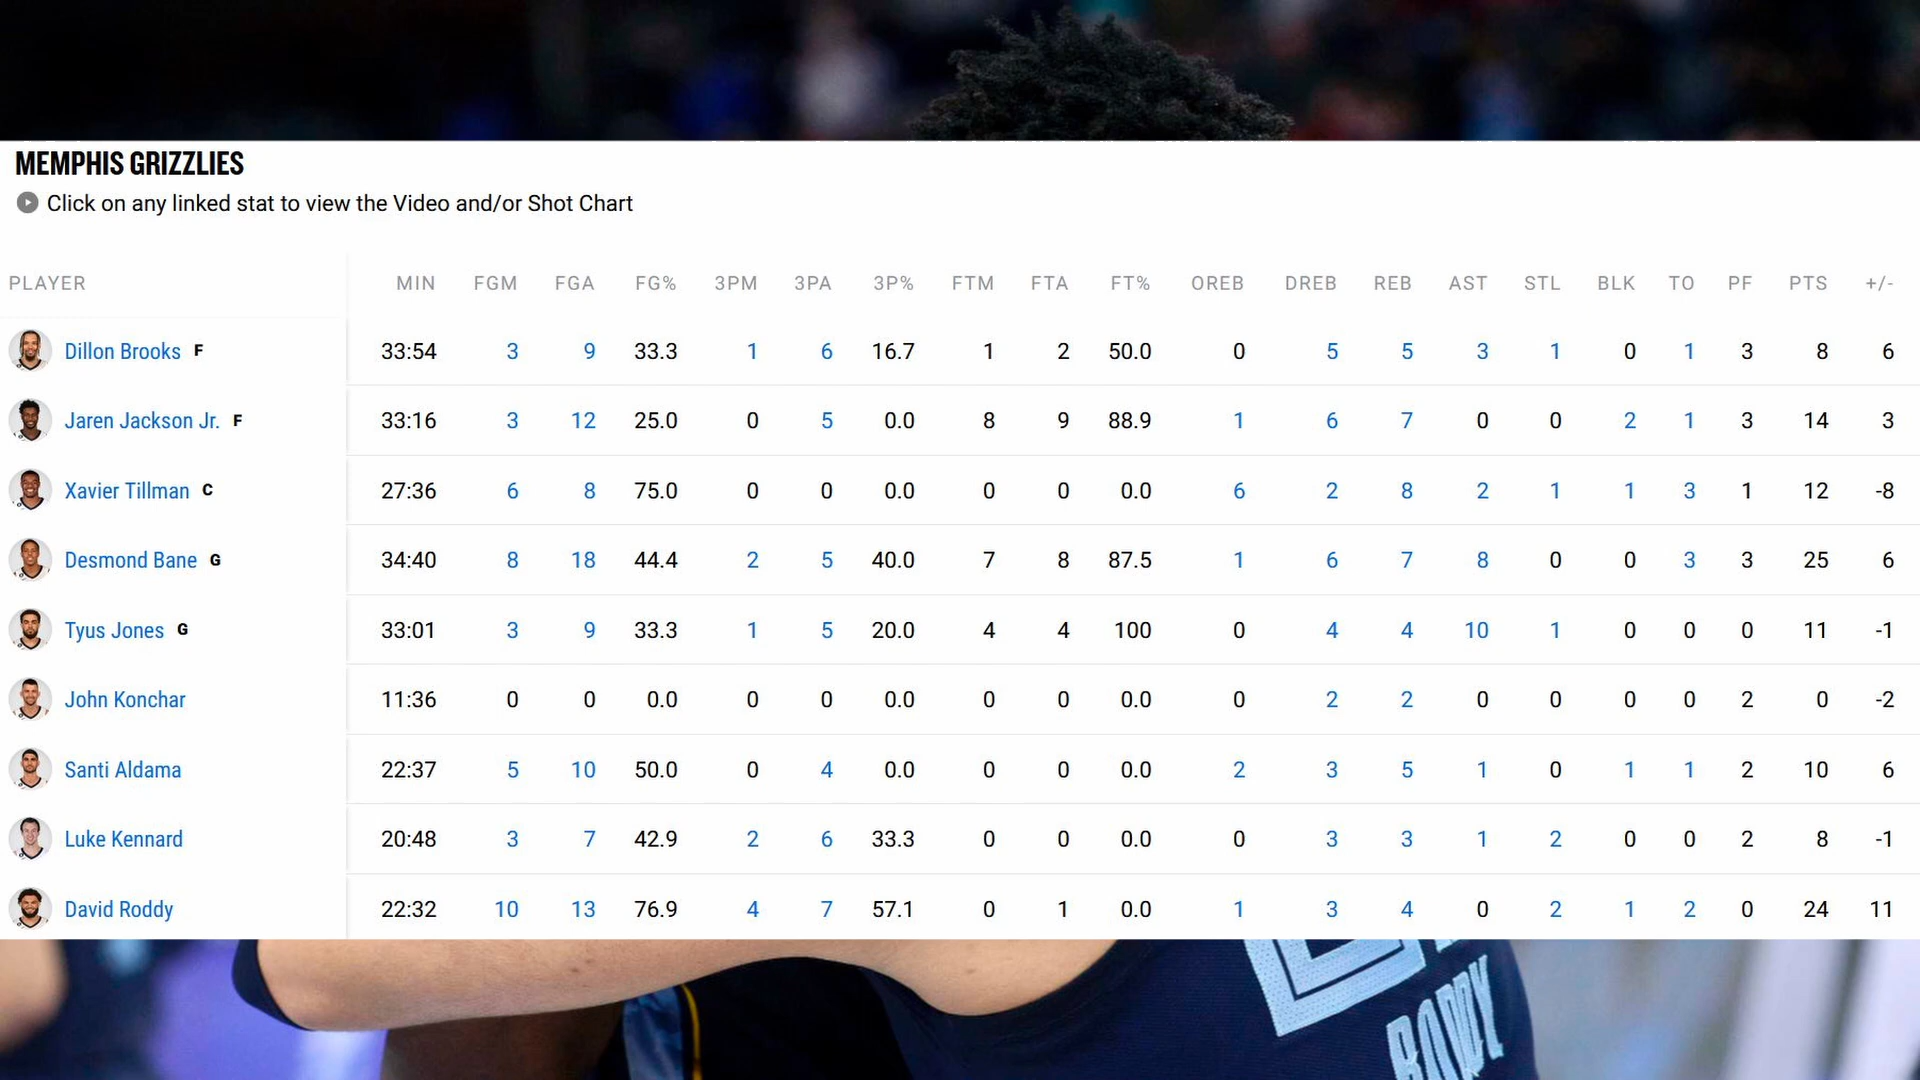 MEMPHIS GRIZZLIES
Click on any linked stat to view the Video and/or Shot Chart
PLAYER MIN FGM FGA FG% 3PM 3PA 3P% FTM FTA FT% OREB DREB REB AST STL BLK TO PF PTS +/-
Dillon Brooks F 33:54 3 9 33.3 1 6 16.7 1 2 50.0 0 5 5 3 1 0 1 3 8 6
Jaren Jackson Jr. F 33:16 3 12 25.0 0 5 0.0 8 9 88.9 1 6 7 0 0 2 1 3 14 3
Xavier Tillman C 27:36 6 8 75.0 0 0 0.0 0 0 0.0 6 2 8 2 1 1 3 1 12 -8
Desmond Bane G 34:40 8 18 44.4 2 5 40.0 7 8 87.5 1 6 7 8 0 0 3 3 25 6
Tyus Jones G 33:01 3 9 33.3 1 5 20.0 4 4 100 0 4 4 10 1 0 0 0 11 -1
John Konchar 11:36 0 0 0.0 0 0 0.0 0 0 0.0 0 2 2 0 0 0 0 2 0 -2
Santi Aldama 22:37 5 10 50.0 0 4 0.0 0 0 0.0 2 3 5 1 0 1 1 2 10 6
Luke Kennard 20:48 3 7 42.9 2 6 33.3 0 0 0.0 0 3 3 1 2 0 0 2 8 -1
David Roddy 22:32 10 13 76.9 4 7 57.1 0 1 0.0 1 3 4 0 2 1 2 0 24 11
RODDY